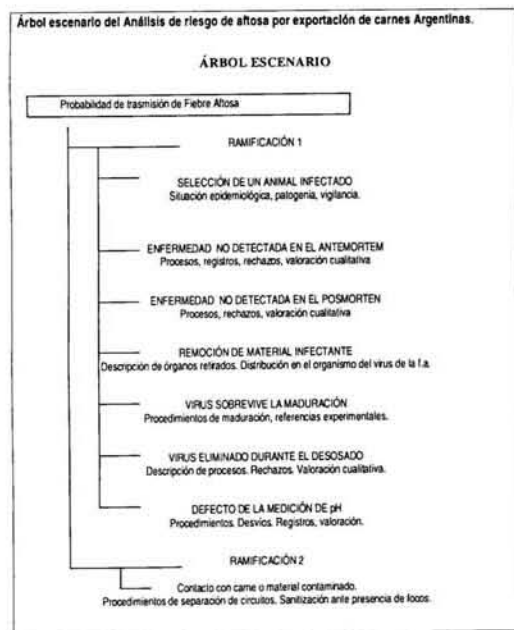 Árbol escenario del Análisis de riesgo de aftosa por exportación de carnes Argentinas.
ÁRBOL ESCENARIO
Probabilidad de trasmisión de Fiebre Aftosa
RAMIFICACIÓN 1
SELECCIÓN DE UN ANIMAL INFECTADO
Situación epidemiológica, patogenia, vigilancia.
ENFERMEDAD NO DETECTADA EN EL ANTEMORTEM
Procesos, registros, rechazos, valoración cualitativa
ENFERMEDAD NO DETECTADA EN EL POSMORTEN
Procesos, rechazos, valoración cualitativa
REMOCIÓN DE MATERIAL INFECTANTE
Descripción de órganos retirados. Distribución en el organismo del virus de la f.a.
VIRUS SOBREVIVE LA MADURACIÓN
Procedimientos de maduración, referencias experimentales.
VIRUS ELIMINADO DURANTE EL DESOSADO
Descripción de procesos. Rechazos. Valoración cualitativa.
DEFECTO DE LA MEDICIÓN DE pH
Procedimientos. Desvíos. Registros, valoración.
RAMIFICACIÓN 2
Contacto con carne o material contaminado.
Procedimientos de separación de circuitos. Sanitización ante presencia de focos.